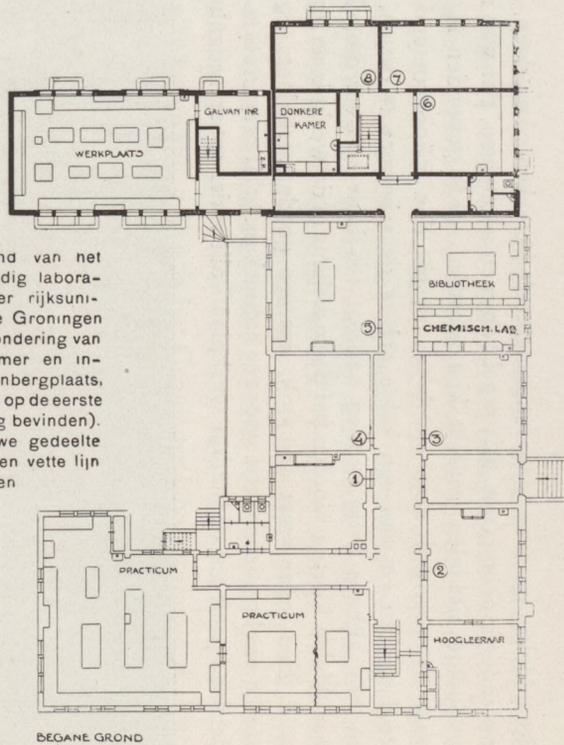 ⑧
⑦
⑥
GALVAN INR.
DONKERE
KAMER
WERKPLAATS
nd van het
dig labora-
er rijksuni-
e Groningen
ondering van
mer en in-
nbergplaats,
op de eerste
g bevinden).
we gedeelte
en vette lijn
en
BIBLIOTHEEK
⑤
CHEMISCH. LAB.
④
③
①
②
PRACTICUM
PRACTICUM
HOOGLEERAAR
BEGANE GROND